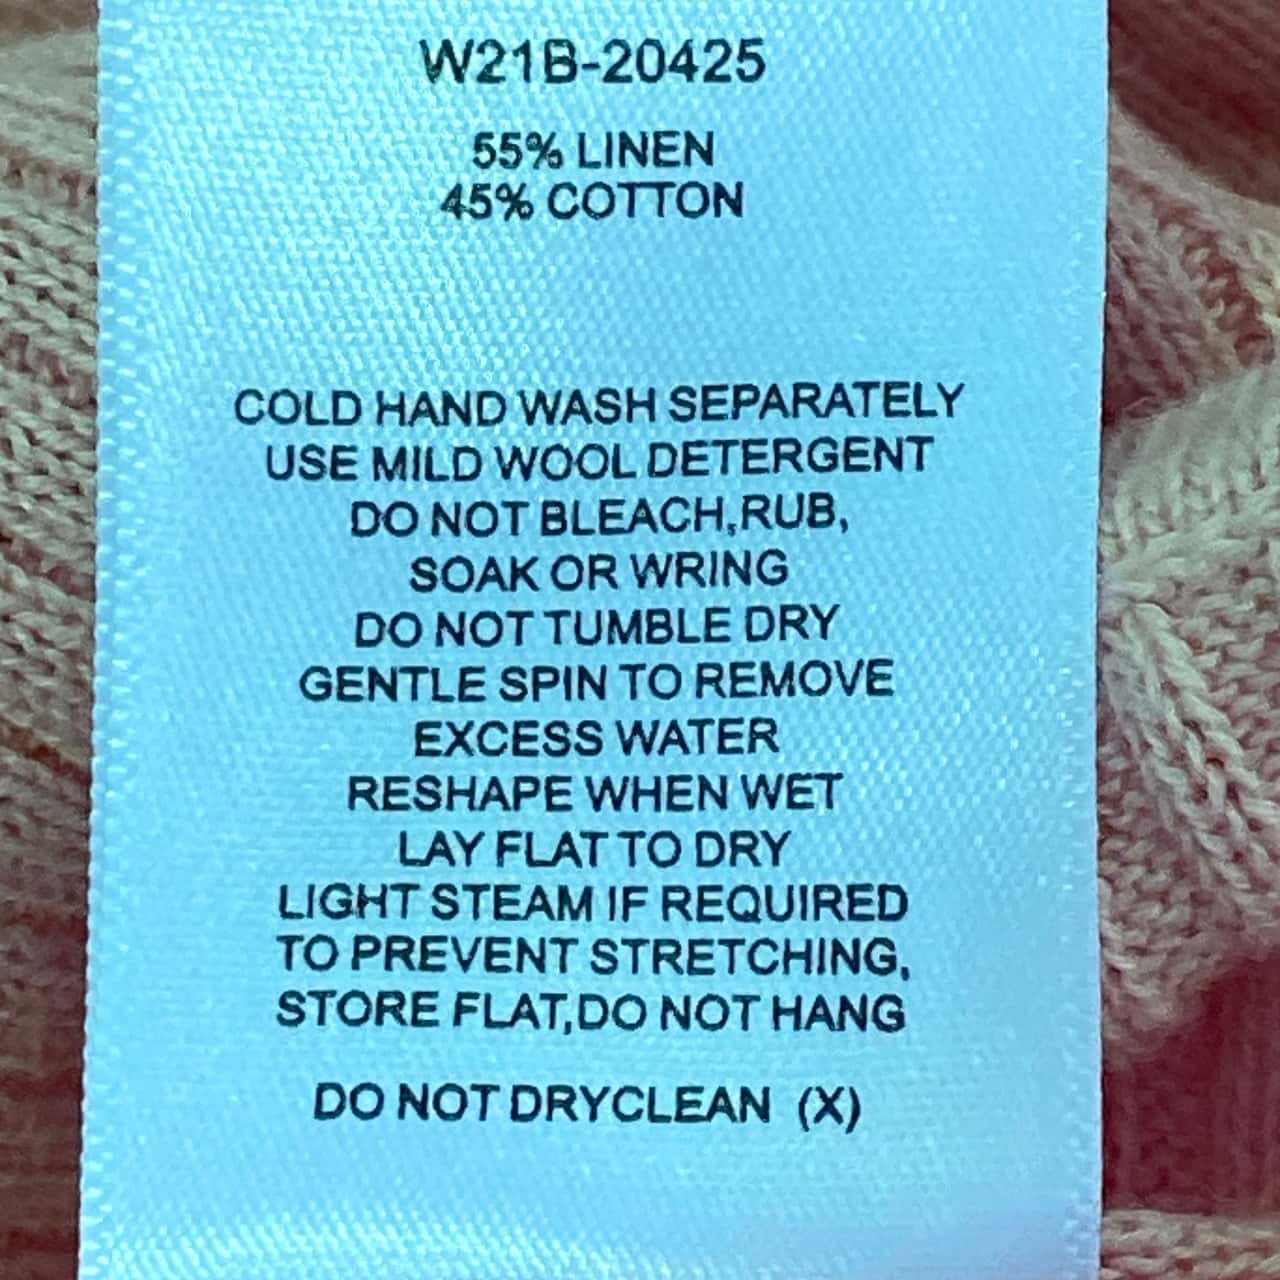 W21B-20425
55% LINEN
45% COTTON
COLD HAND WASH SEPARATELY
USE MILD WOOL DETERGENT
DO NOT BLEACH,RUB,
SOAK OR WRING
DO NOT TUMBLE DRY
GENTLE SPIN TO REMOVE
EXCESS WATER
RESHAPE WHEN WET
LAY FLAT TO DRY
LIGHT STEAM IF REQUIRED
TO PREVENT STRETCHING,
STORE FLAT,DO NOT HANG
DO NOT DRYCLEAN (X)